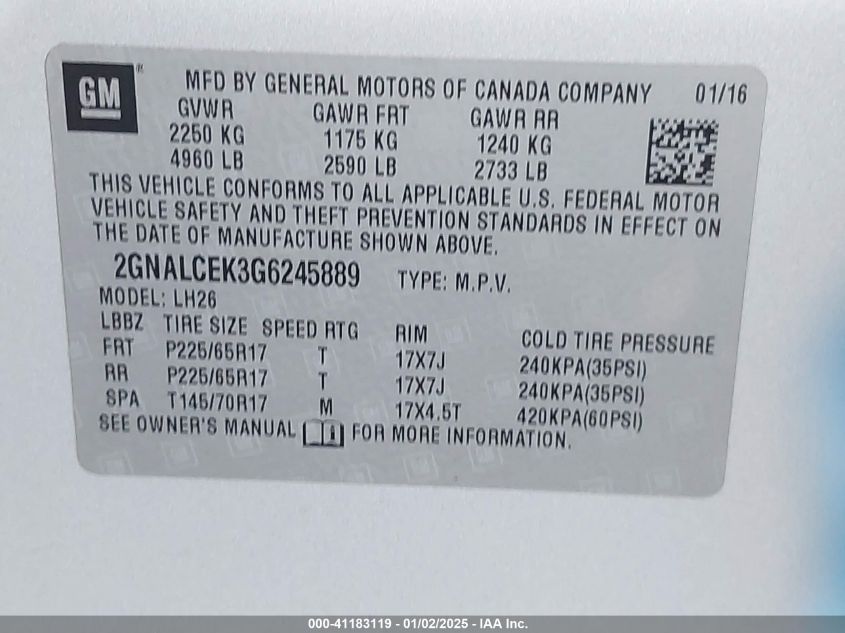 GM ® MFD BY GENERAL MOTORS OF CANADA COMPANY 01/16
GVWR GAWR FRT GAWR RR
2250 KG 1175 KG 1240 KG
4960 LB 2590 LB 2733 LB
THIS VEHICLE CONFORMS TO ALL APPLICABLE U.S. FEDERAL MOTOR
VEHICLE SAFETY AND THEFT PREVENTION STANDARDS IN EFFECT ON
THE DATE OF MANUFACTURE SHOWN ABOVE.
2GNALCEK3G6245889 TYPE: M.P.V.
MODEL: LH26
LBBZ TIRE SIZE SPEED RTG RIM COLD TIRE PRESSURE
FRT P225/65R17 T 17X7J 240KPA(35PSI)
RR P225/65R17 T 17X7J 240KPA(35PSI)
SPA T145/70R17 M 17X4.5T 420KPA(60PSI)
SEE OWNER'S MANUAL FOR MORE INFORMATION.
000-41183119 - 01/02/2025 - IAA Inc.